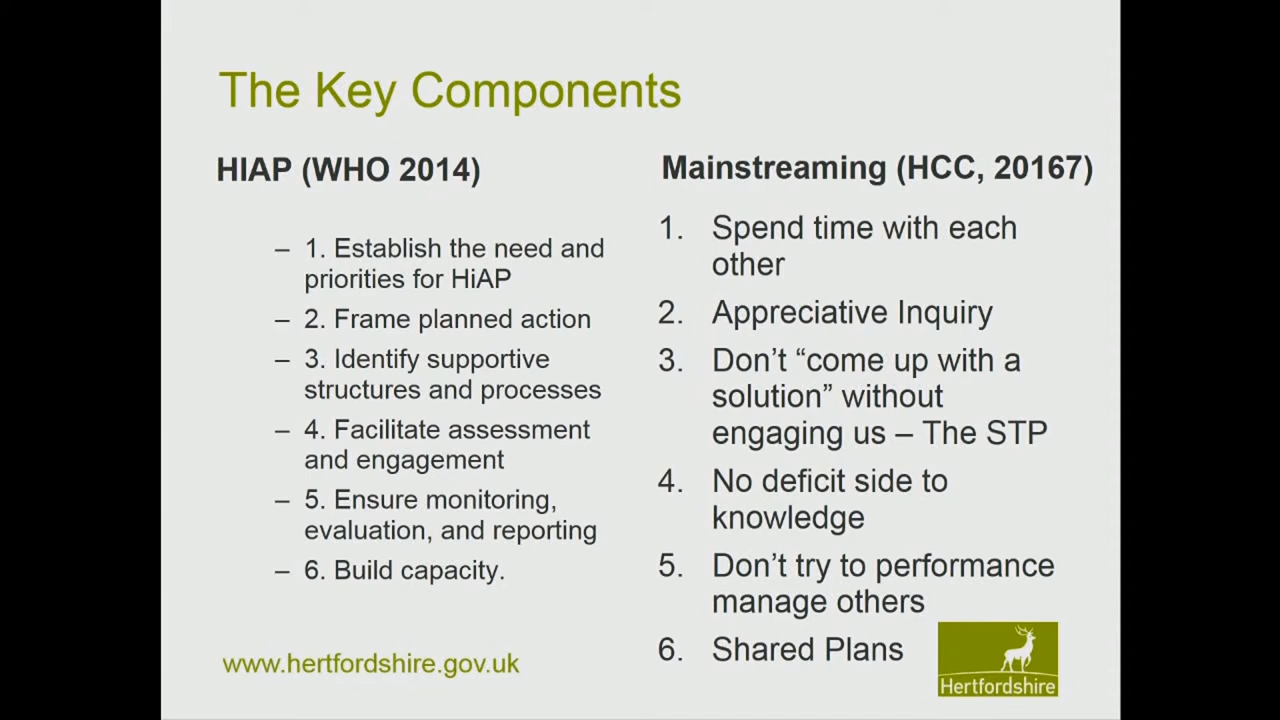 The Key Components
HIAP (WHO 2014)
– 1. Establish the need and
priorities for HiAP
– 2. Frame planned action
– 3. Identify supportive
structures and processes
– 4. Facilitate assessment
and engagement
– 5. Ensure monitoring,
evaluation, and reporting
– 6. Build capacity.
Mainstreaming (HCC, 20167)
1. Spend time with each
other
2. Appreciative Inquiry
3. Don’t “come up with a
solution” without
engaging us – The STP
4. No deficit side to
knowledge
5. Don’t try to performance
manage others
6. Shared Plans
www.hertfordshire.gov.uk
Hertfordshire